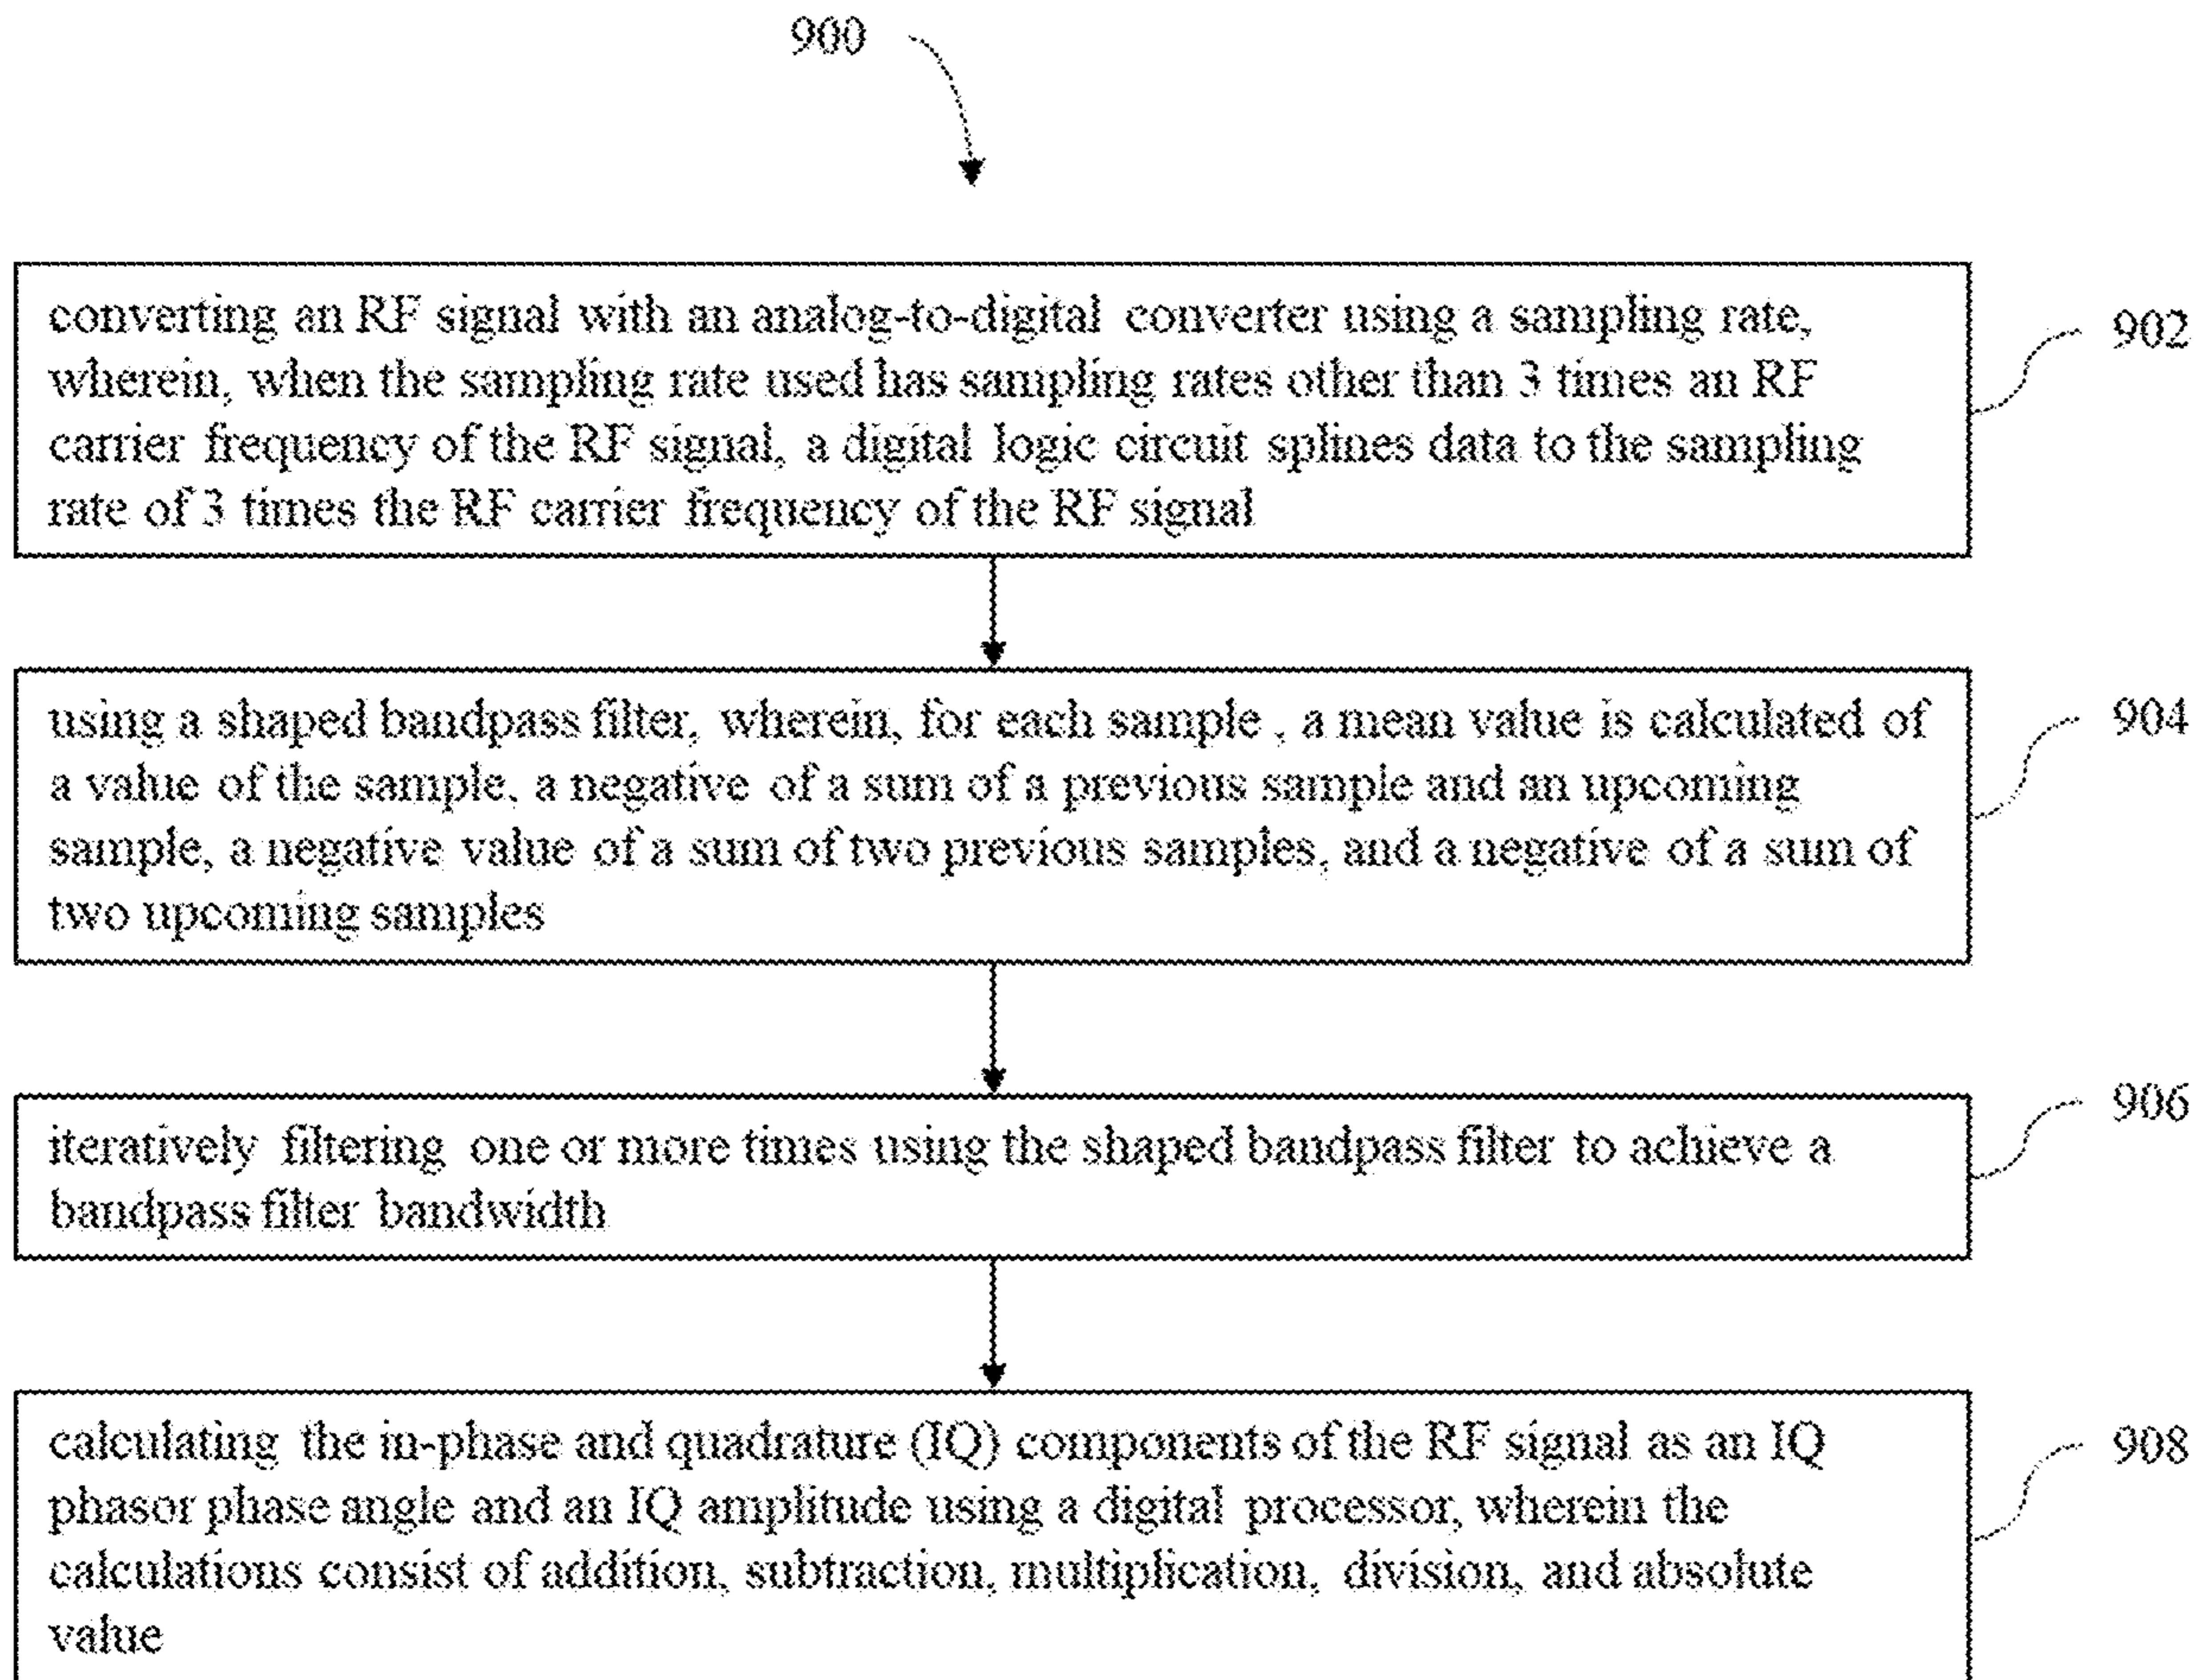 900
converting an RF signal with an analog-to-digital converter using a sampling rate,
wherein, when the sampling rate used has sampling rates other than 3 times an RF
carrier frequency of the RF signal, a digital logic circuit splines data to the sampling
rate of 3 times the RF carrier frequency of the RF signal
902
using a shaped bandpass filter, wherein, for each sample , a mean value is calculated of
a value of the sample, a negative of a sum of a previous sample and an upcoming
sample, a negative value of a sum of two previous samples, and a negative of a sum of
two upcoming samples
904
iteratively filtering one or more times using the shaped bandpass filter to achieve a
bandpass filter bandwidth
906
calculating the in-phase and quadrature (IQ) components of the RF signal as an IQ
phasor phase angle and an IQ amplitude using a digital processor, wherein the
calculations consist of addition, subtraction, multiplication, division, and absolute
value
908